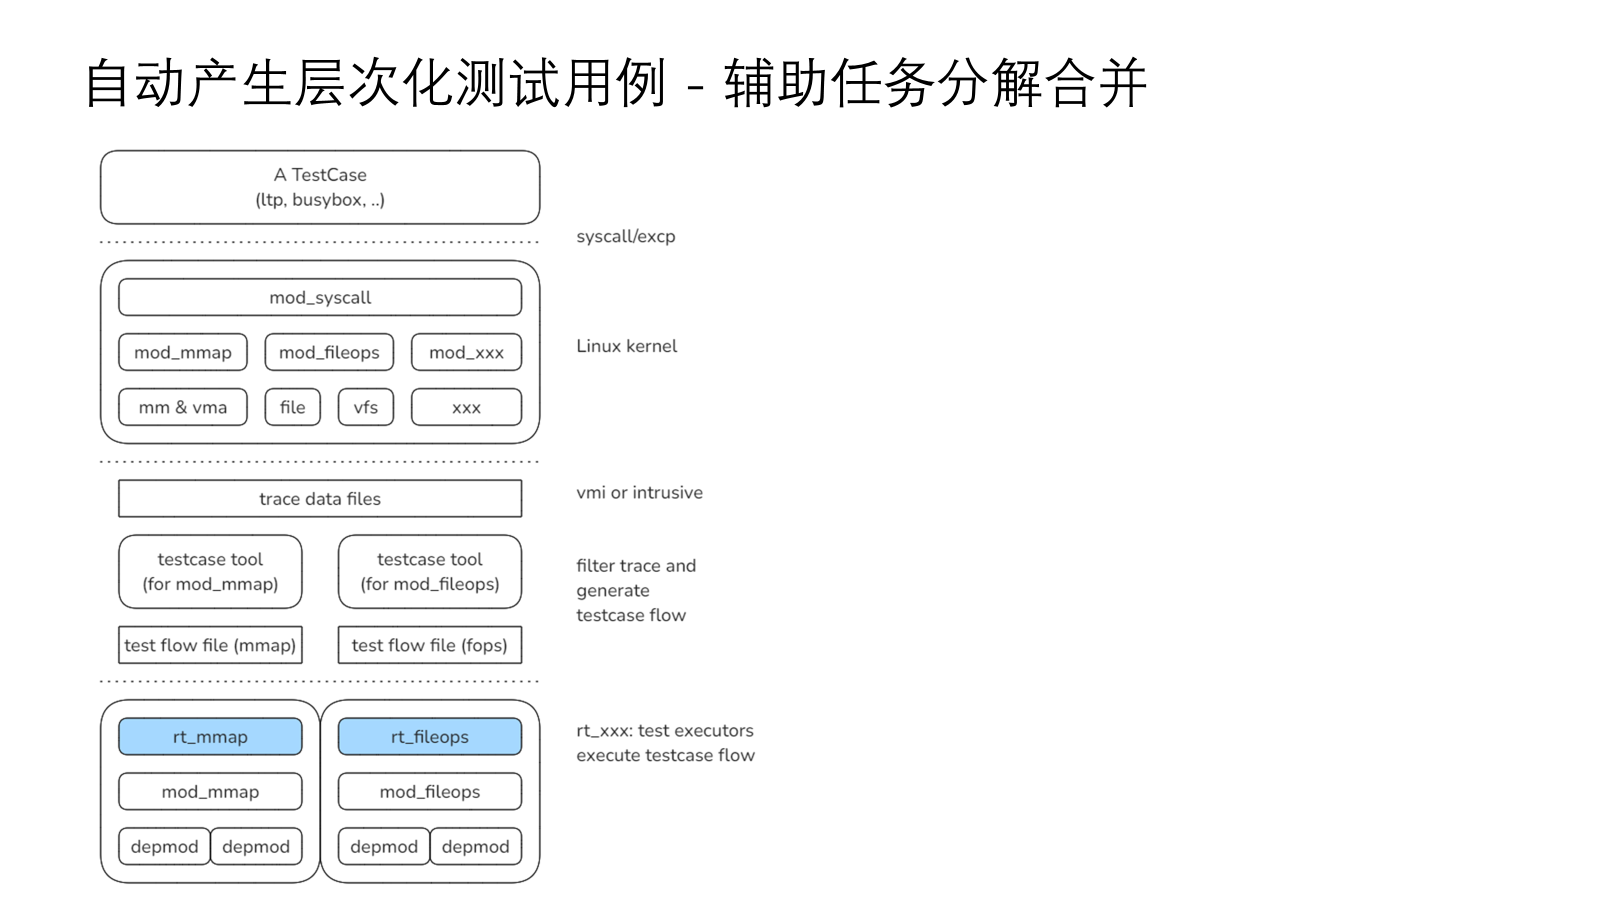 自动产生层次化测试用例 - 辅助任务分解合并
A TestCase
(ltp, busybox, ..)
syscall/excp
mod_syscall
mod_mmap
mod_fileops
mod_xxx
Linux kernel
mm & vma
file
vfs
xxx
trace data files
vmi or intrusive
testcase tool
(for mod_mmap)
testcase tool
(for mod_fileops)
filter trace and
generate
testcase flow
test flow file (mmap)
test flow file (fops)
rt_mmap
rt_fileops
rt_xxx: test executors
execute testcase flow
mod_mmap
mod_fileops
depmod
depmod
depmod
depmod